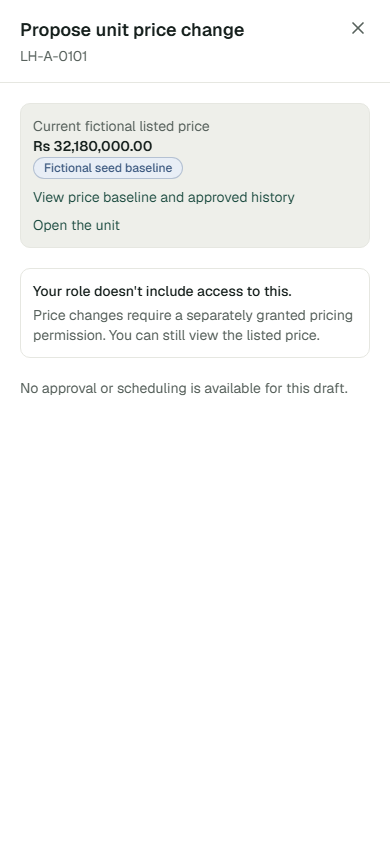 Propose unit price change
LH-A-0101
Current fictional listed price
Rs 32,180,000.00
Fictional seed baseline
View price baseline and approved history
Open the unit
Your role doesn't include access to this.
Price changes require a separately granted pricing
permission. You can still view the listed price.
No approval or scheduling is available for this draft.